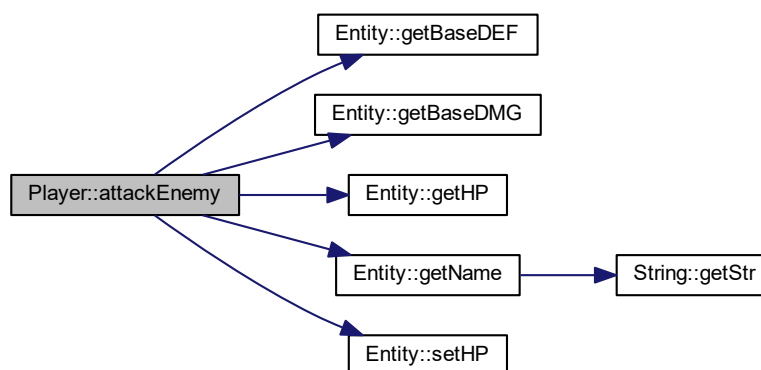 Entity::getBaseDEF
Entity::getBaseDMG
Player::attackEnemy
Entity::getHP
Entity::getName
String::getStr
Entity::setHP